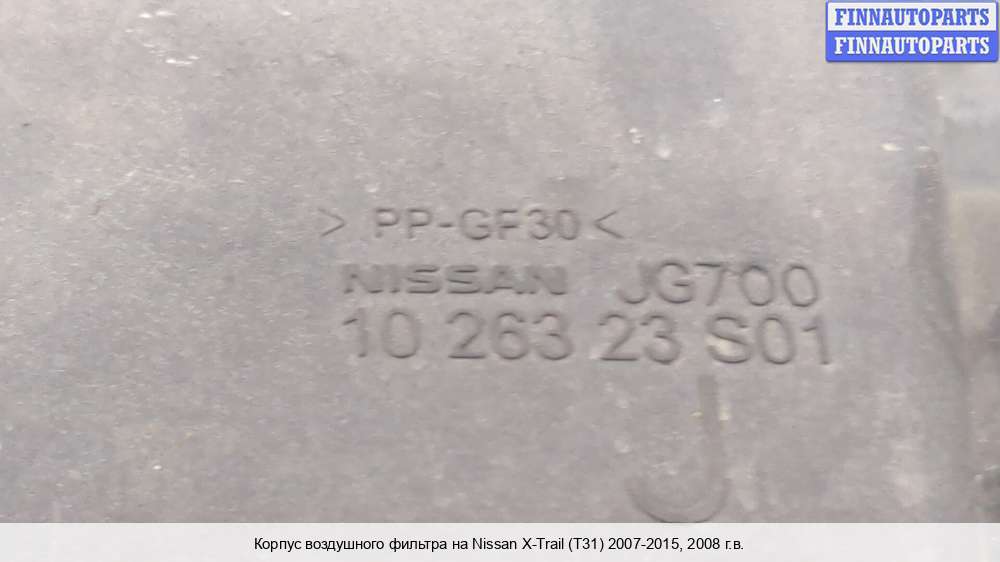 FINNAUTOPARTS
FINNAUTOPARTS
> PP-GF30 <
NISSAN JG700
10 263 23 S01
J
Корпус воздушного фильтра на Nissan X-Trail (T31) 2007-2015, 2008 г.в.